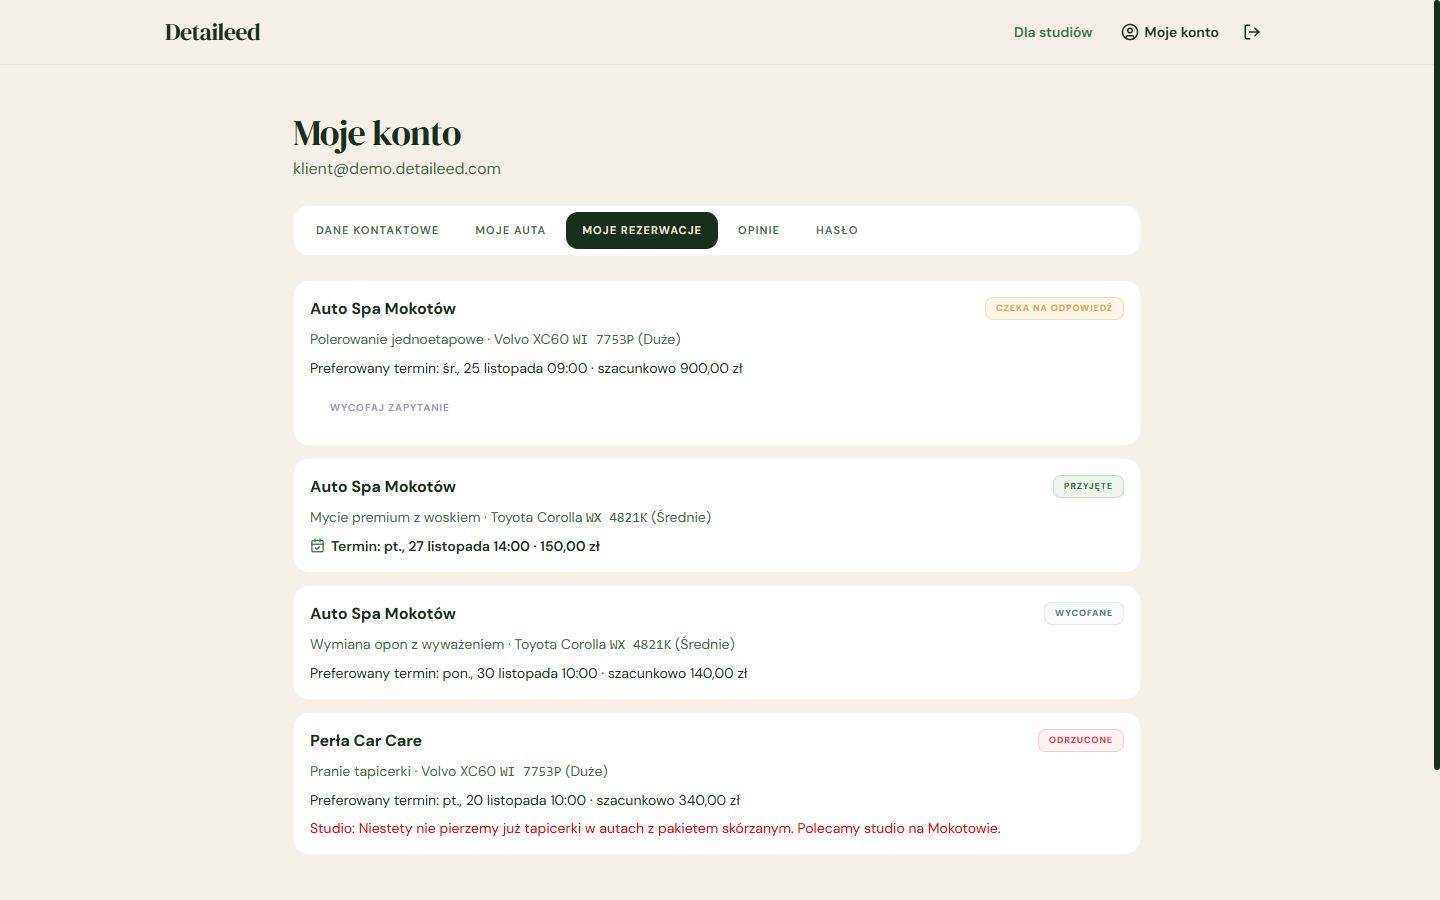 Detaileed
Dla studiów
Moje konto
Moje konto
klient@demo.detaileed.com
DANE KONTAKTOWE
MOJE AUTA
MOJE REZERWACJE
OPINIE
HASŁO
Auto Spa Mokotów
CZEKA NA ODPOWIEDŹ
Polerowanie jednoetapowe · Volvo XC60 WI 7753P (Duże)
Preferowany termin: śr., 25 listopada 09:00 · szacunkowo 900,00 zł
WYCOFAJ ZAPYTANIE
Auto Spa Mokotów
PRZYJĘTE
Mycie premium z woskiem · Toyota Corolla WX 4821K (Średnie)
Termin: pt., 27 listopada 14:00 · 150,00 zł
Auto Spa Mokotów
WYCOFANE
Wymiana opon z wyważeniem · Toyota Corolla WX 4821K (Średnie)
Preferowany termin: pon., 30 listopada 10:00 · szacunkowo 140,00 zł
Perła Car Care
ODRZUCONE
Pranie tapicerki · Volvo XC60 WI 7753P (Duże)
Preferowany termin: pt., 20 listopada 10:00 · szacunkowo 340,00 zł
Studio: Niestety nie pierzemy już tapicerki w autach z pakietem skórzanym. Polecamy studio na Mokotowie.